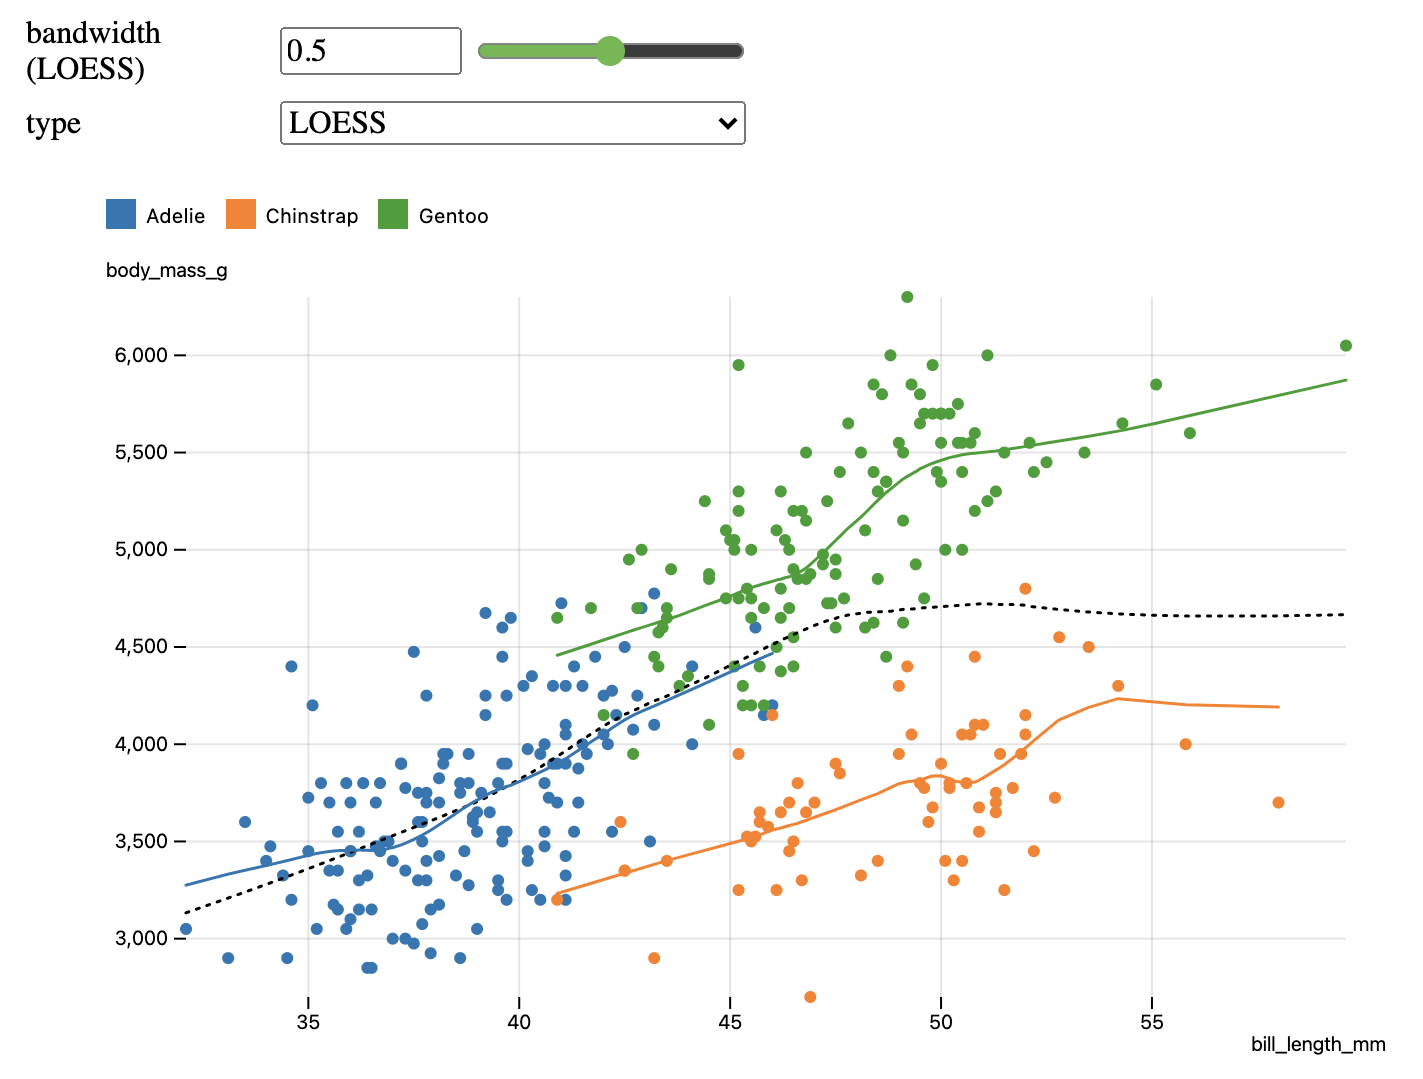 bandwidth
(LOESS)
0.5
type
LOESS
Adelie Chinstrap Gentoo
body_mass_g
6,000
5,500
5,000
4,500
4,000
3,500
3,000
35 40 45 50 55
bill_length_mm